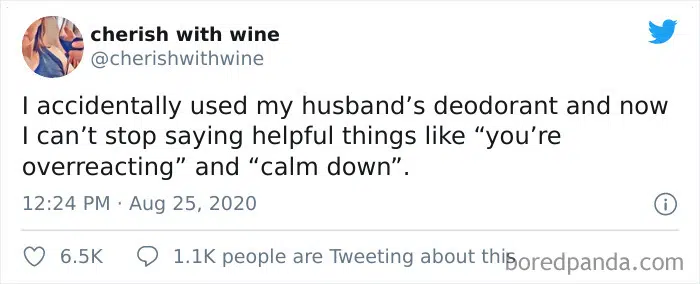 cherish with wine
@cherishwithwine
I accidentally used my husband’s deodorant and now
I can’t stop saying helpful things like “you’re
overreacting” and “calm down”.
12:24 PM · Aug 25, 2020
6.5K 1.1K people are Tweeting about this
boredpanda.com